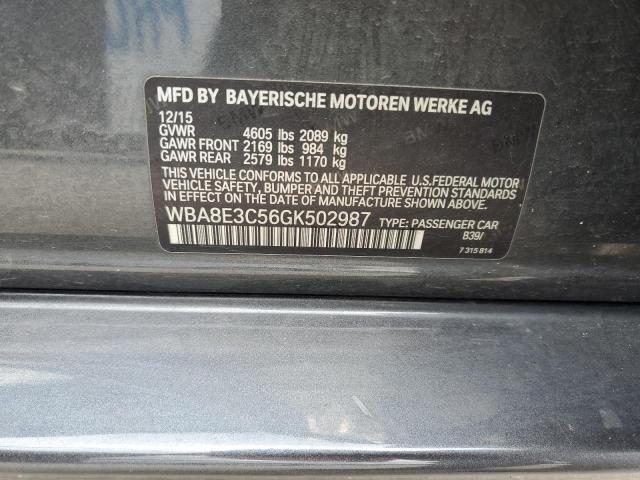 MFD BY BAYERISCHE MOTOREN WERKE AG
12/15
GVWR 4605 lbs 2089 kg
GAWR FRONT 2169 lbs 984 kg
GAWR REAR 2579 lbs 1170 kg
THIS VEHICLE CONFORMS TO ALL APPLICABLE U.S.FEDERAL MOTOR
VEHICLE SAFETY, BUMPER AND THEFT PREVENTION STANDARDS
IN EFFECT ON THE DATE OF MANUFACTURE SHOWN ABOVE.
WBA8E3C56GK502987 TYPE: PASSENGER CAR
B39/
7 315 814